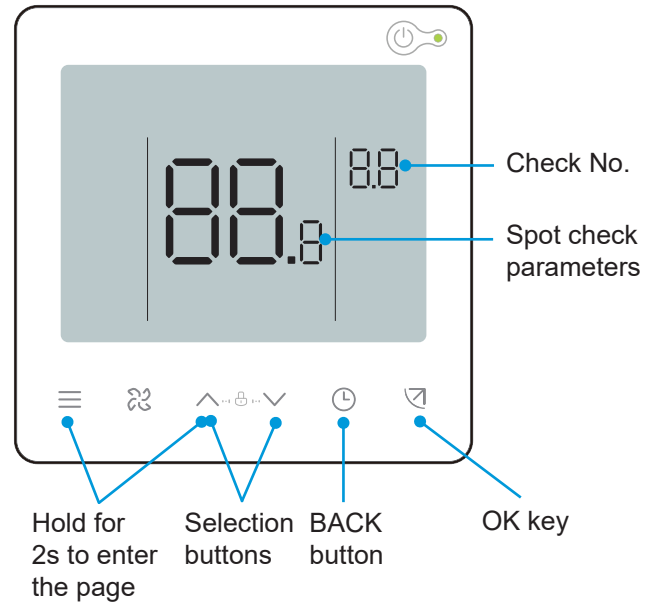 88.8
8.8
Check No.
Spot check
parameters
Hold for
2s to enter
the page
Selection
buttons
BACK
button
OK key